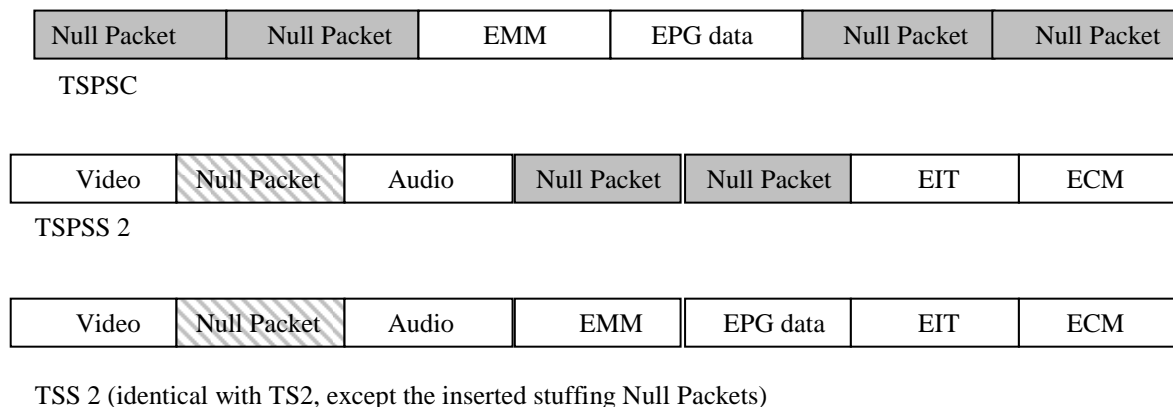 Null Packet Null Packet EMM EPG data Null Packet Null Packet
TSPSC
Video Null Packet Audio Null Packet Null Packet EIT ECM
TSPSS 2
Video Null Packet Audio EMM EPG data EIT ECM
TSS 2 (identical with TS2, except the inserted stuffing Null Packets)